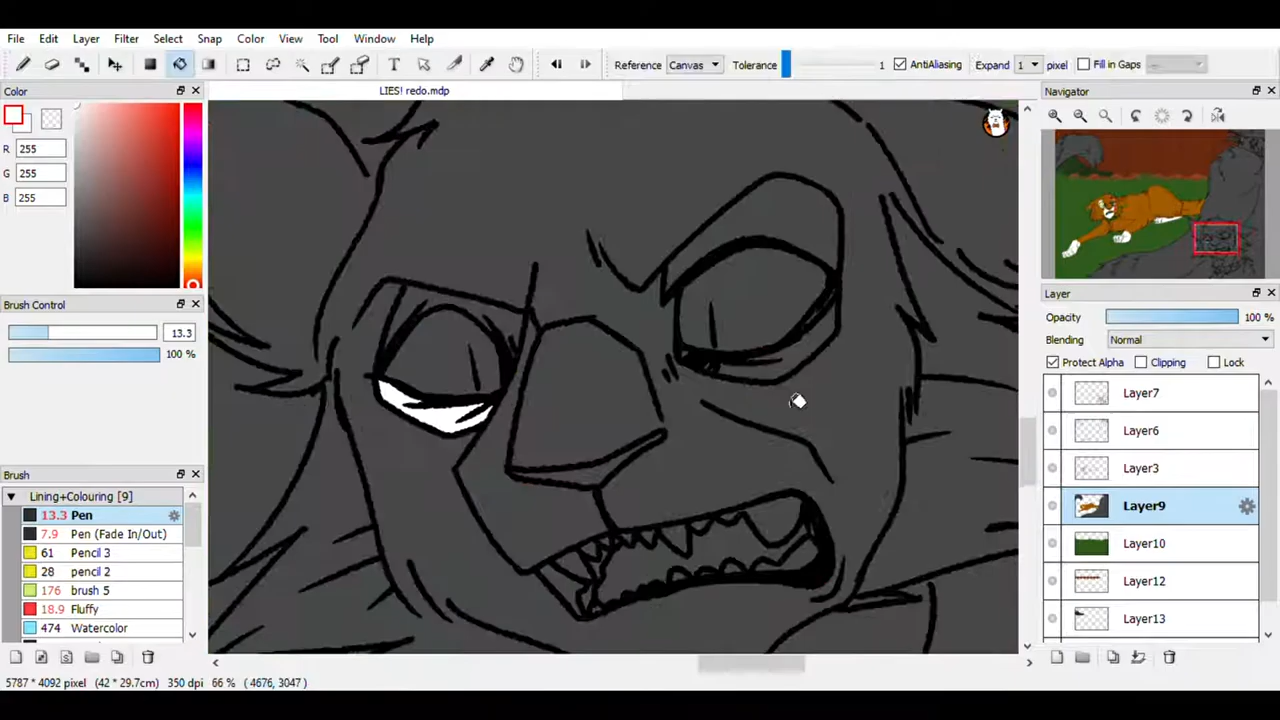 File Edit Layer Filter Select Snap Color View Tool Window Help
T Reference Canvas Tolerance 1 AntiAliasing Expand 1 pixel Fill in Gaps
Color LIES! redo.mdp Navigator
R 255
G 255
B 255
Brush Control
13.3
100 %
Brush
Lining+Colouring [9]
13.3 Pen
7.9 Pen (Fade In/Out)
61 Pencil 3
28 pencil 2
176 brush 5
18.9 Fluffy
474 Watercolor
Layer
Opacity 100 %
Blending Normal
Protect Alpha Clipping Lock
Layer7
Layer6
Layer3
Layer9
Layer10
Layer12
Layer13
5787 * 4092 pixel (42 * 29.7cm) 350 dpi 66 % ( 4676, 3047 )